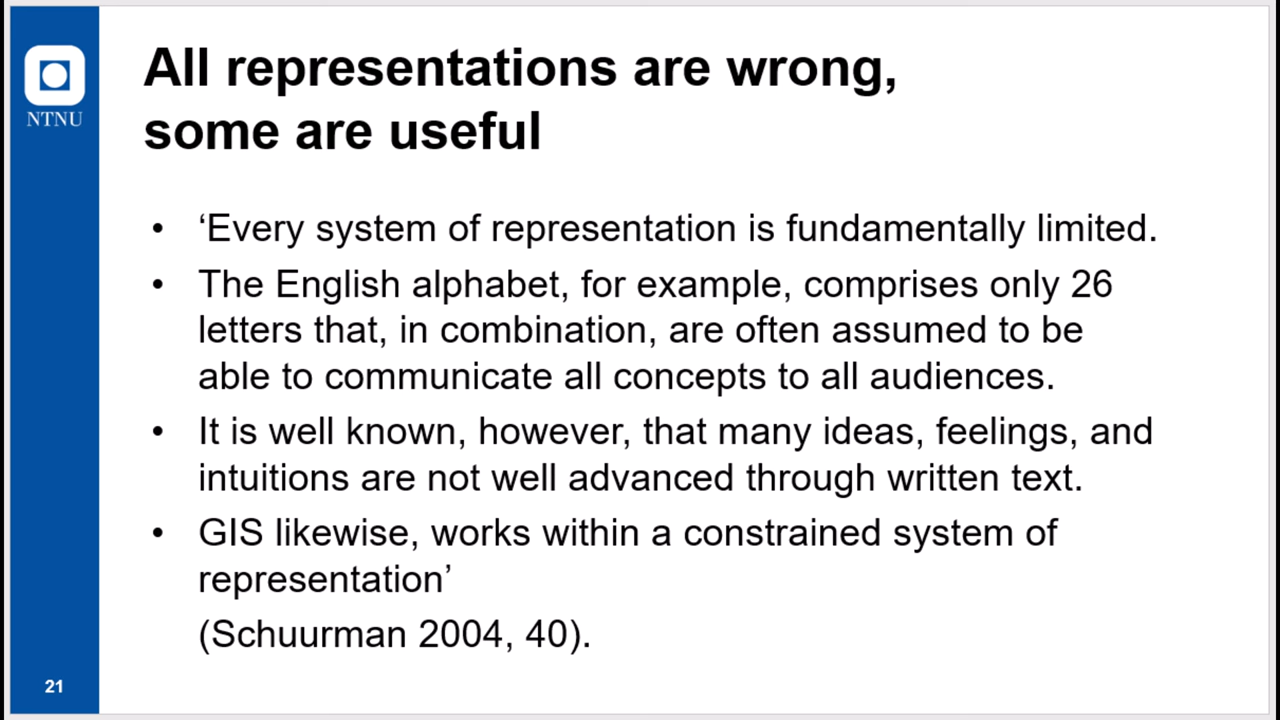 NTNU
All representations are wrong,
some are useful
• ‘Every system of representation is fundamentally limited.
• The English alphabet, for example, comprises only 26
letters that, in combination, are often assumed to be
able to communicate all concepts to all audiences.
• It is well known, however, that many ideas, feelings, and
intuitions are not well advanced through written text.
• GIS likewise, works within a constrained system of
representation’
(Schuurman 2004, 40).
21